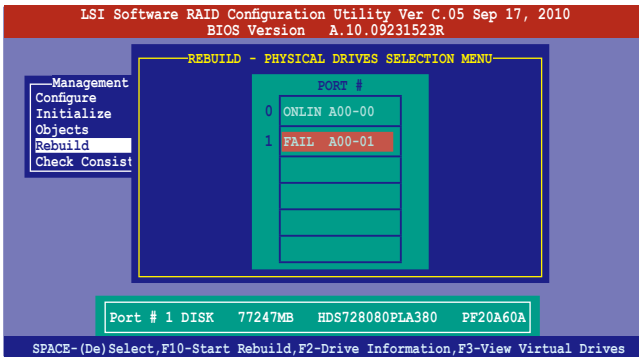 LSI Software RAID Configuration Utility Ver C.05 Sep 17, 2010
BIOS Version A.10.09231523R
REBUILD - PHYSICAL DRIVES SELECTION MENU
Management
Configure
Initialize
Objects
Rebuild
Check Consist
PORT #
0 ONLIN A00-00
1 FAIL A00-01
Port # 1 DISK 77247MB HDS728080PLA380 PF20A60A
SPACE-(De)Select,F10-Start Rebuild,F2-Drive Information,F3-View Virtual Drives